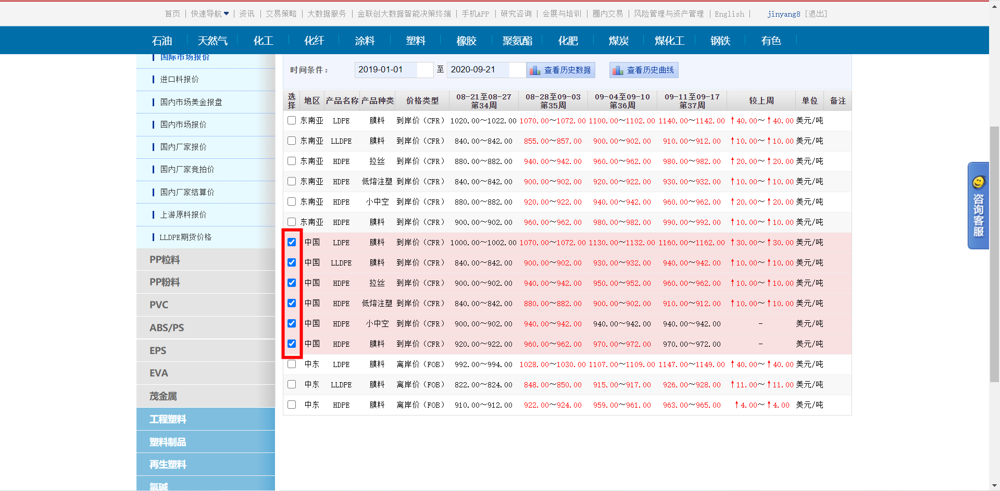 首页 | 快速导航 | 资讯 | 交易策略 | 大数据服务 | 金联创大数据智能决策终端 | 手机APP | 研究咨询 | 会展与培训 | 圈内交易 | 风险管理与资产管理 | English | jinyang8 [退出]
石油 天然气 化工 化纤 涂料 塑料 橡胶 聚氨酯 化肥 煤炭 煤化工 钢铁 有色
国际市场报价
进口料报价
国内市场美金报盘
国内市场报价
国内厂家报价
国内厂家竞拍价
国内厂家结算价
上游原料报价
LLDPE期货价格
PP粒料
PP粉料
PVC
ABS/PS
EPS
EVA
茂金属
工程塑料
塑料制品
再生塑料
氯碱
时间条件： 2019-01-01 至 2020-09-21 查看历史数据 查看历史曲线
选择 地区 产品名称 产品种类 价格类型 08-21至08-27第34周 08-28至09-03第35周 09-04至09-10第36周 09-11至09-17第37周 较上周 单位 备注
东南亚 LDPE 膜料 到岸价（CFR） 1020.00～1022.00 1070.00～1072.00 1100.00～1102.00 1140.00～1142.00 ↑40.00～↑40.00 美元/吨
东南亚 LLDPE 膜料 到岸价（CFR） 840.00～842.00 855.00～857.00 900.00～902.00 910.00～912.00 ↑10.00～↑10.00 美元/吨
东南亚 HDPE 拉丝 到岸价（CFR） 880.00～882.00 940.00～942.00 960.00～962.00 980.00～982.00 ↑20.00～↑20.00 美元/吨
东南亚 HDPE 低熔注塑 到岸价（CFR） 840.00～842.00 900.00～902.00 920.00～922.00 930.00～932.00 ↑10.00～↑10.00 美元/吨
东南亚 HDPE 小中空 到岸价（CFR） 880.00～882.00 920.00～922.00 940.00～942.00 960.00～962.00 ↑20.00～↑20.00 美元/吨
东南亚 HDPE 膜料 到岸价（CFR） 900.00～902.00 960.00～962.00 980.00～982.00 990.00～992.00 ↑10.00～↑10.00 美元/吨
中国 LDPE 膜料 到岸价（CFR） 1000.00～1002.00 1070.00～1072.00 1130.00～1132.00 1160.00～1162.00 ↑30.00～↑30.00 美元/吨
中国 LLDPE 膜料 到岸价（CFR） 840.00～842.00 900.00～902.00 930.00～932.00 940.00～942.00 ↑10.00～↑10.00 美元/吨
中国 HDPE 拉丝 到岸价（CFR） 900.00～902.00 940.00～942.00 950.00～952.00 960.00～962.00 ↑10.00～↑10.00 美元/吨
中国 HDPE 低熔注塑 到岸价（CFR） 840.00～842.00 880.00～882.00 900.00～902.00 910.00～912.00 ↑10.00～↑10.00 美元/吨
中国 HDPE 小中空 到岸价（CFR） 900.00～902.00 940.00～942.00 940.00～942.00 940.00～942.00 - 美元/吨
中国 HDPE 膜料 到岸价（CFR） 920.00～922.00 960.00～962.00 970.00～972.00 970.00～972.00 - 美元/吨
中东 LDPE 膜料 离岸价（FOB） 992.00～994.00 1028.00～1030.00 1107.00～1109.00 1147.00～1149.00 ↑40.00～↑40.00 美元/吨
中东 LLDPE 膜料 离岸价（FOB） 822.00～824.00 848.00～850.00 915.00～917.00 926.00～928.00 ↑11.00～↑11.00 美元/吨
中东 HDPE 膜料 离岸价（FOB） 910.00～912.00 922.00～924.00 959.00～961.00 963.00～965.00 ↑4.00～↑4.00 美元/吨
咨询客服